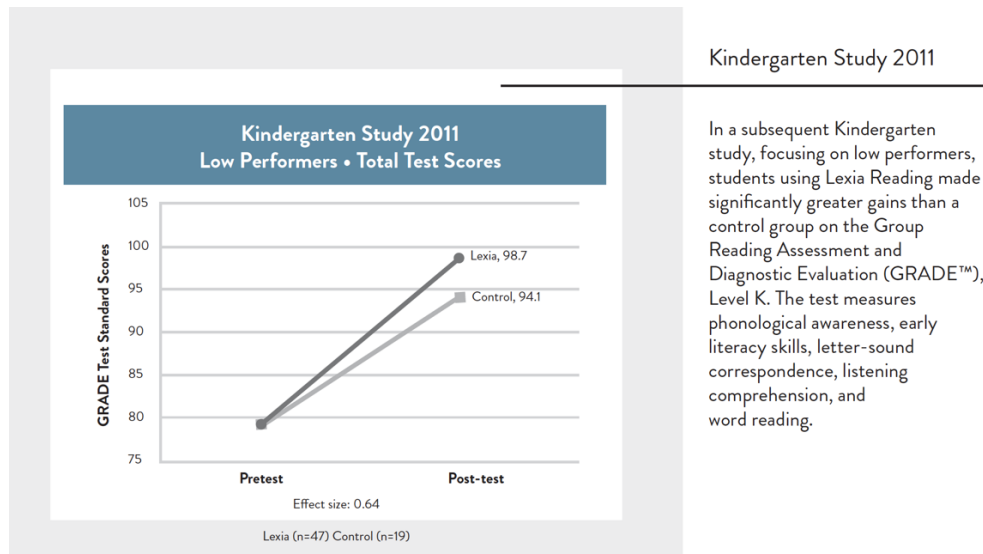 Kindergarten Study 2011
Low Performers • Total Test Scores
GRADE Test Standard Scores
105
100
95
90
85
80
75
Lexia, 98.7
Control, 94.1
Pretest
Post-test
Effect size: 0.64
Lexia (n=47) Control (n=19)
Kindergarten Study 2011
In a subsequent Kindergarten
study, focusing on low performers,
students using Lexia Reading made
significantly greater gains than a
control group on the Group
Reading Assessment and
Diagnostic Evaluation (GRADE™),
Level K. The test measures
phonological awareness, early
literacy skills, letter-sound
correspondence, listening
comprehension, and
word reading.